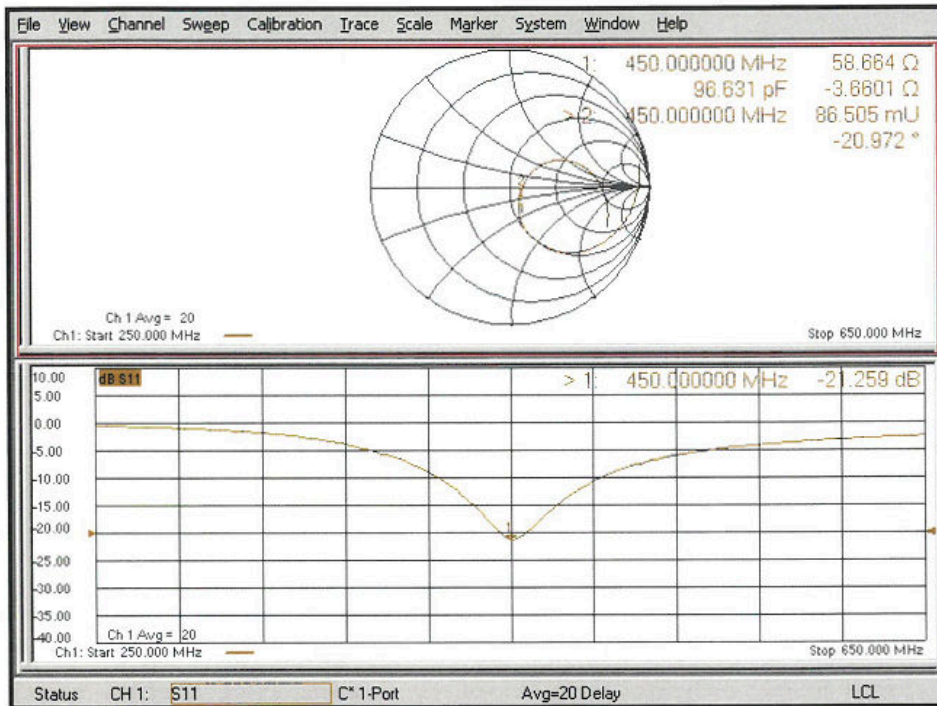 File View Channel Sweep Calibration Trace Scale Marker System Window Help
1: 450.000000 MHz 58.664 Ω
96.631 pF -3.6601 Ω
> 2: 450.000000 MHz 86.505 mU
-20.972 °
Ch 1 Avg = 20
Ch1: Start 250.000 MHz Stop 650.000 MHz
10.00 dB S11 > 1: 450.000000 MHz -21.259 dB
5.00
0.00
-5.00
-10.00
-15.00
1
-20.00
-25.00
-30.00
-35.00
-40.00 Ch 1 Avg = 20
Ch1: Start 250.000 MHz Stop 650.000 MHz
Status CH 1: S11 C* 1-Port Avg=20 Delay LCL